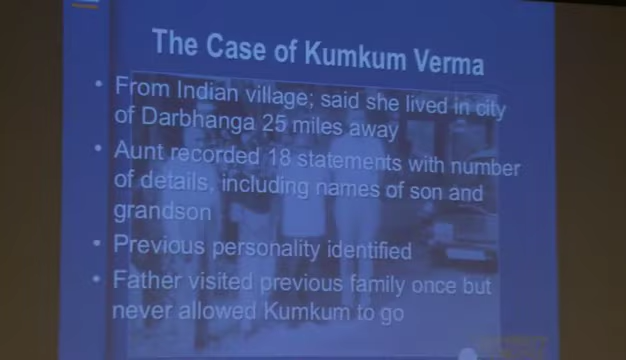 The Case of Kumkum Verma
• From Indian village; said she lived in city
of Darbhanga 25 miles away
• Aunt recorded 18 statements with number
of details, including names of son and
grandson
• Previous personality identified
• Father visited previous family once but
never allowed Kumkum to go